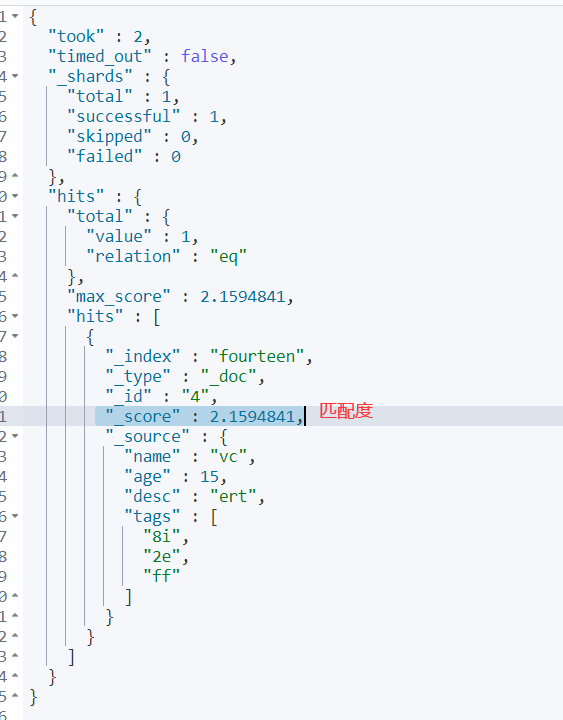 1 {
2 "took" : 2,
3 "timed_out" : false,
4 "_shards" : {
5 "total" : 1,
6 "successful" : 1,
7 "skipped" : 0,
8 "failed" : 0
9 },
0 "hits" : {
1 "total" : {
2 "value" : 1,
3 "relation" : "eq"
4 },
5 "max_score" : 2.1594841,
6 "hits" : [
7 {
8 "_index" : "fourteen",
9 "_type" : "_doc",
0 "_id" : "4",
1 "_score" : 2.1594841, 匹配度
2 "_source" : {
3 "name" : "vc",
4 "age" : 15,
5 "desc" : "ert",
6 "tags" : [
7 "8i",
8 "2e",
9 "ff"
0 ]
1 }
2 }
3 ]
4 }
5 }
6